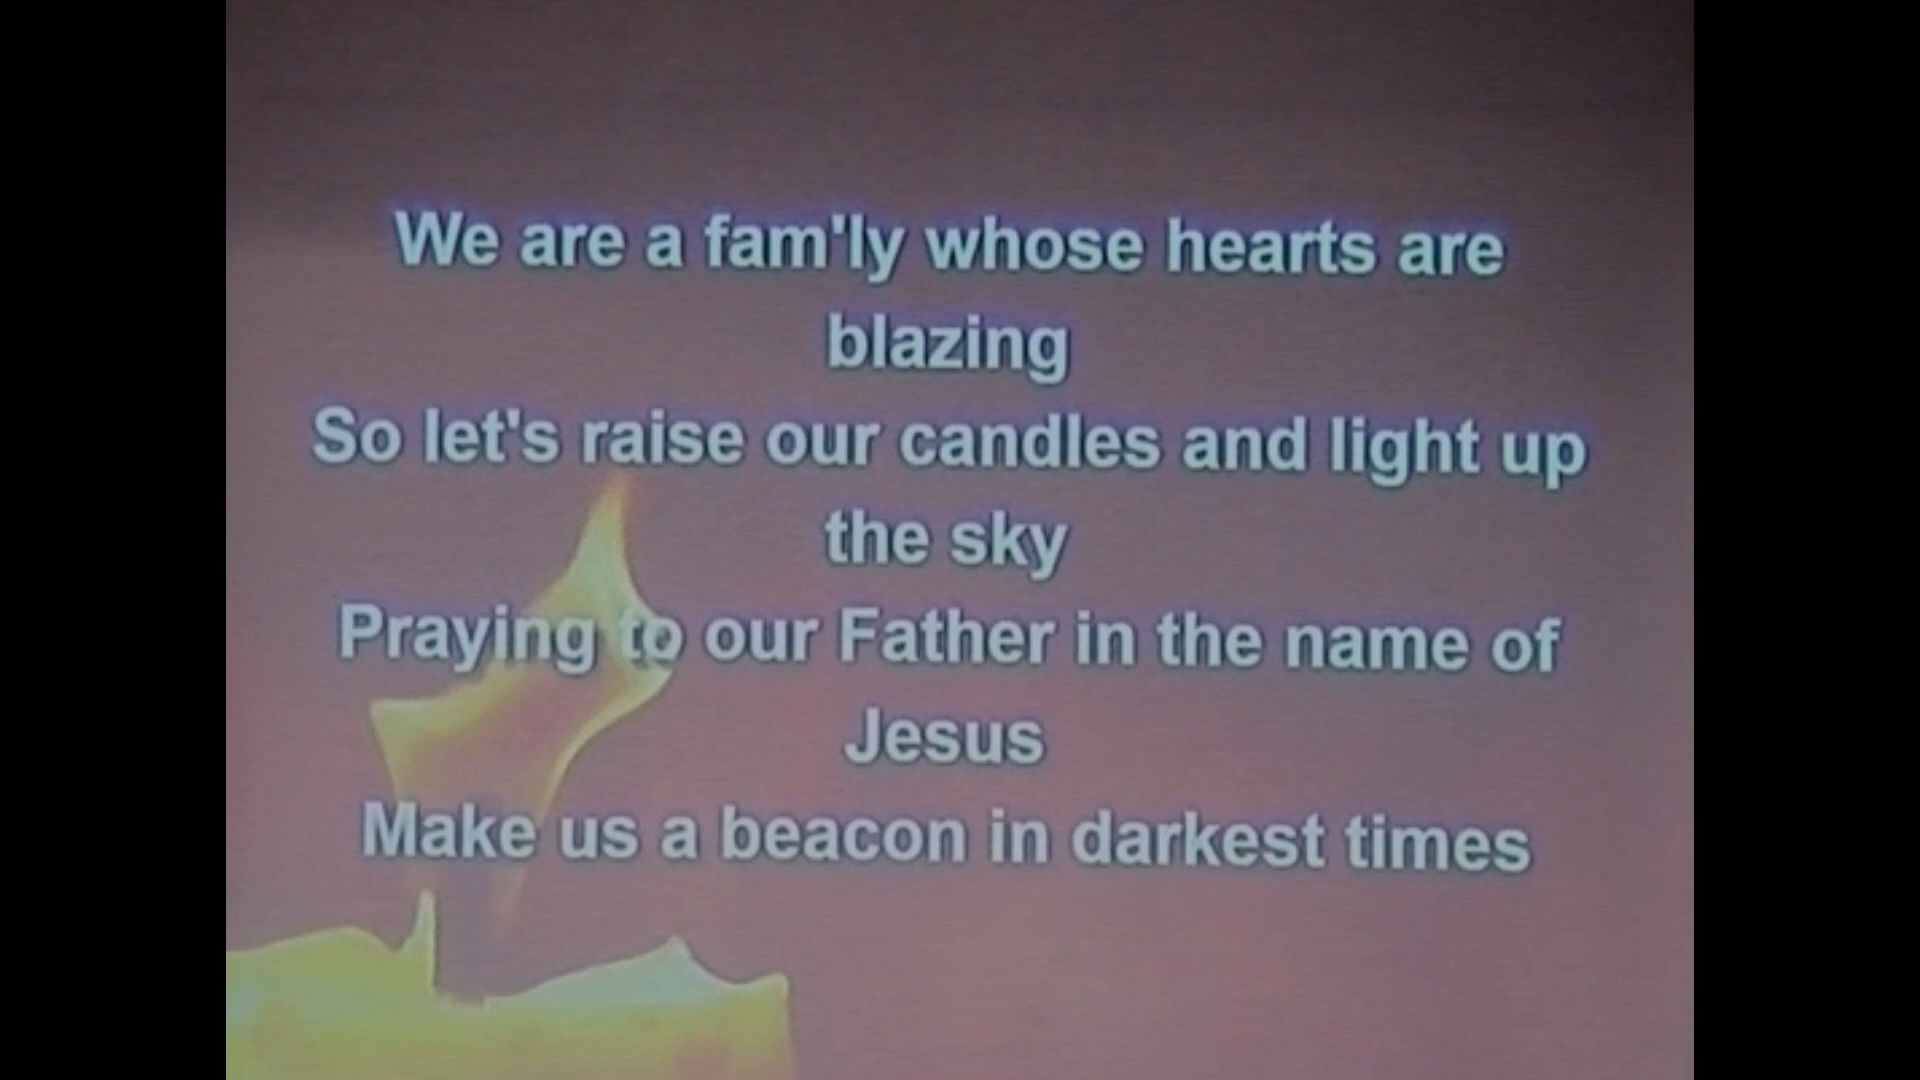 We are a fam'ly whose hearts are
blazing
So let's raise our candles and light up
the sky
Praying to our Father in the name of
Jesus
Make us a beacon in darkest times